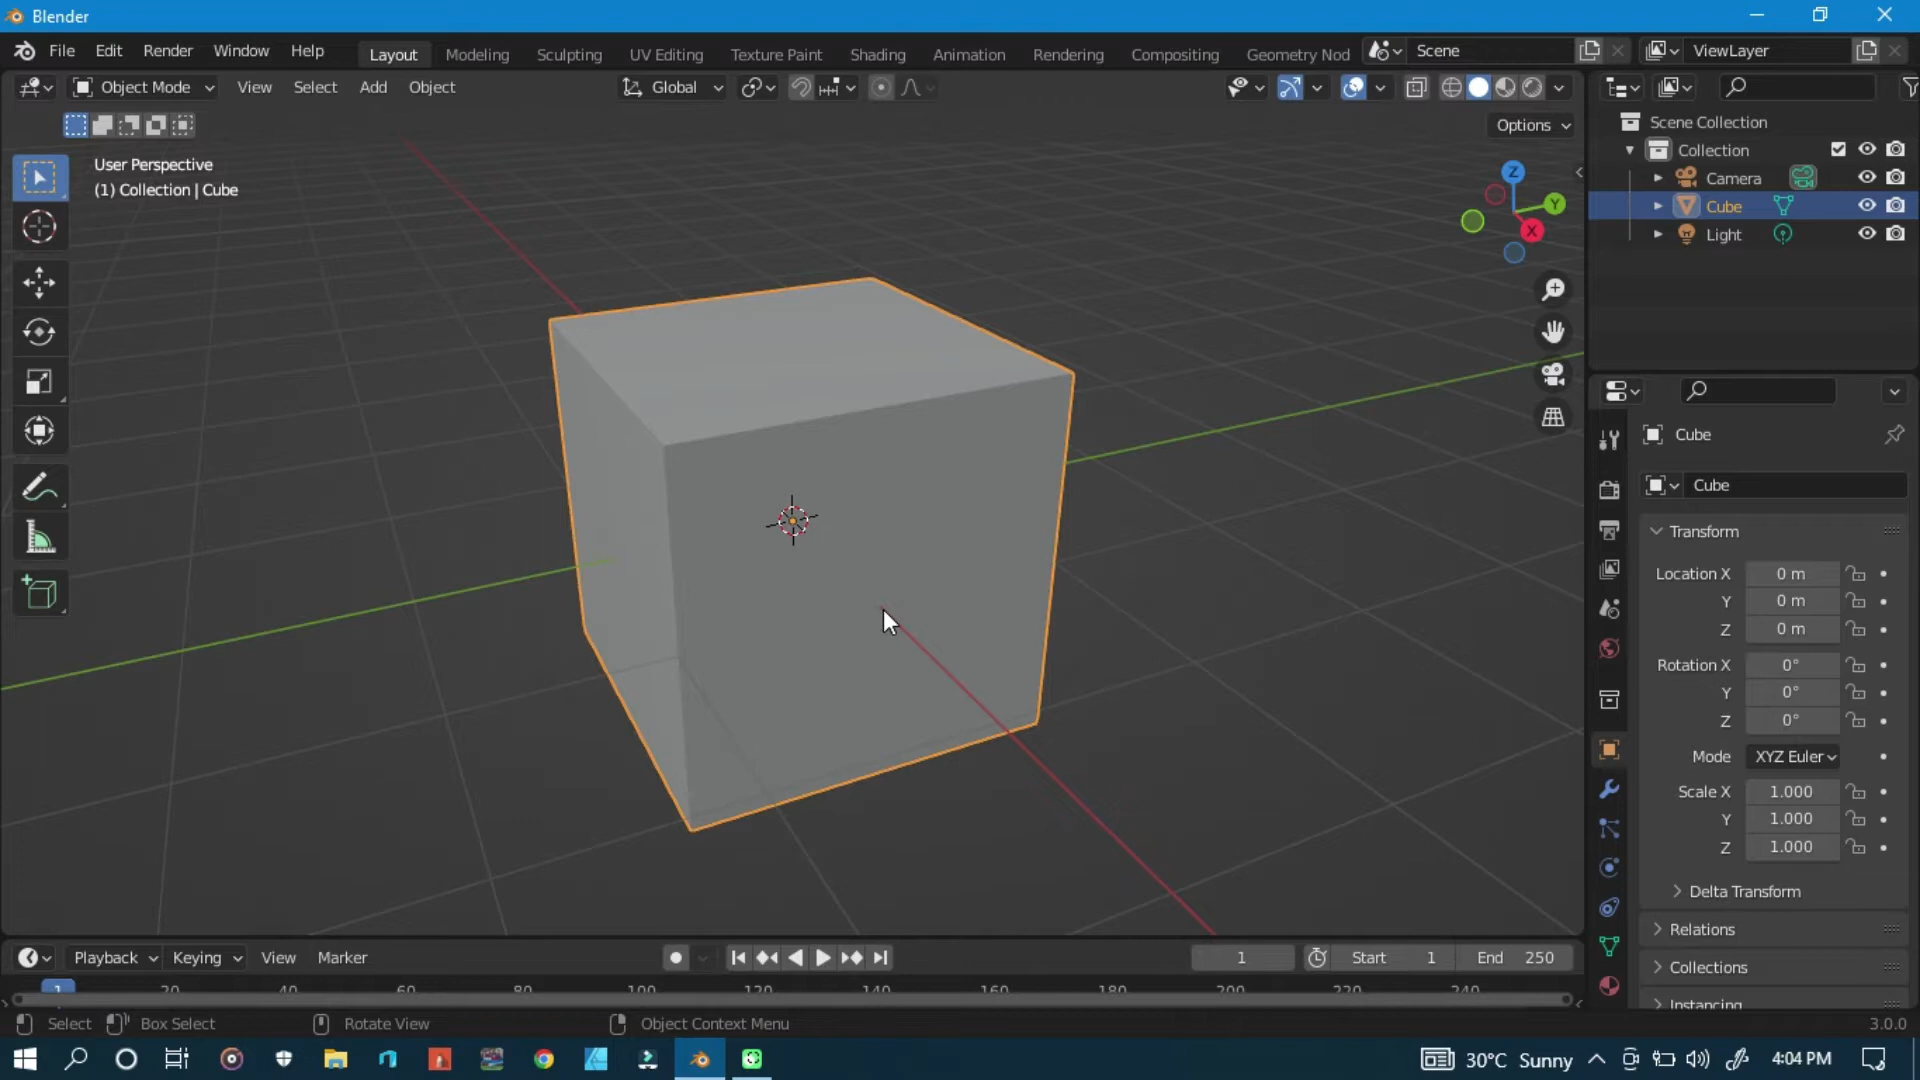 Blender
File Edit Render Window Help Layout Modeling Sculpting UV Editing Texture Paint Shading Animation Rendering Compositing Geometry Nod Scene ViewLayer
Object Mode View Select Add Object Global
Options
User Perspective
(1) Collection | Cube
Z
Y
X
Scene Collection
Collection
Camera
Cube
Light
Cube
Cube
Transform
Location X 0 m
Y 0 m
Z 0 m
Rotation X 0°
Y 0°
Z 0°
Mode XYZ Euler
Scale X 1.000
Y 1.000
Z 1.000
Delta Transform
Relations
Collections
Instancing
Playback Keying View Marker 1 Start 1 End 250
1 20 40 60 80 100 120 140 160 180 200 220 240
Select Box Select Rotate View Object Context Menu 3.0.0
30°C Sunny 4:04 PM